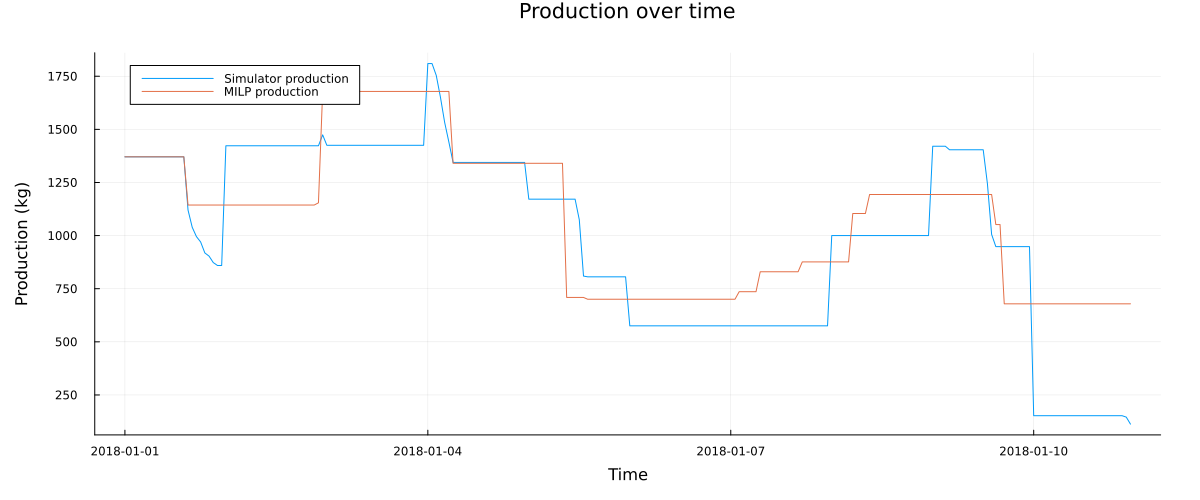 Production over time
Simulator production
MILP production
Production (kg)
1750
1500
1250
1000
750
500
250
2018-01-01
2018-01-04
2018-01-07
2018-01-10
Time